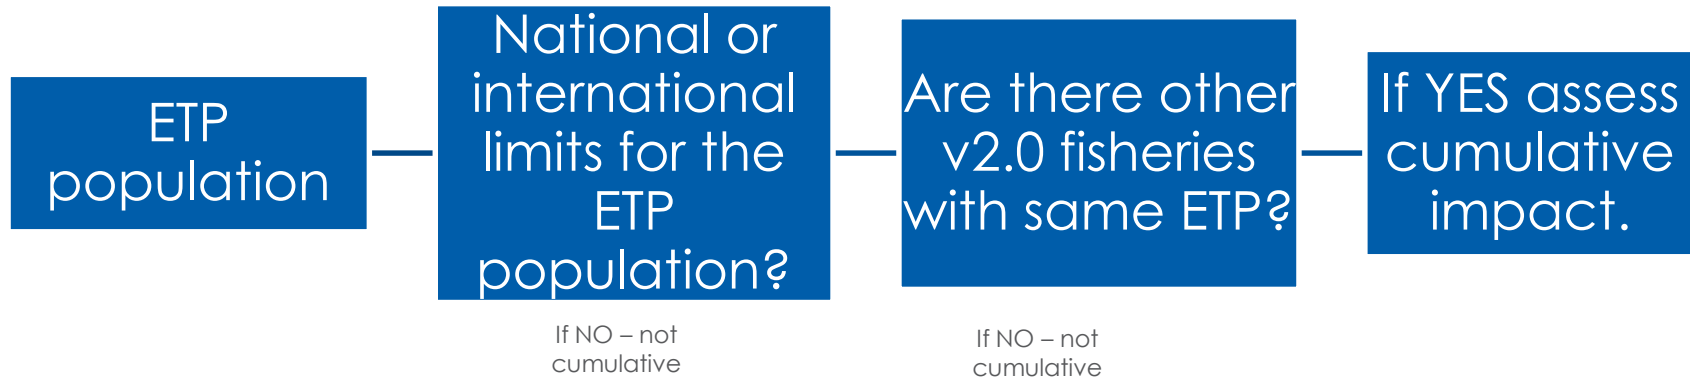 ETP
population
National or
international
limits for the
ETP
population?
If NO – not
cumulative
Are there other
v2.0 fisheries
with same ETP?
If NO – not
cumulative
If YES assess
cumulative
impact.